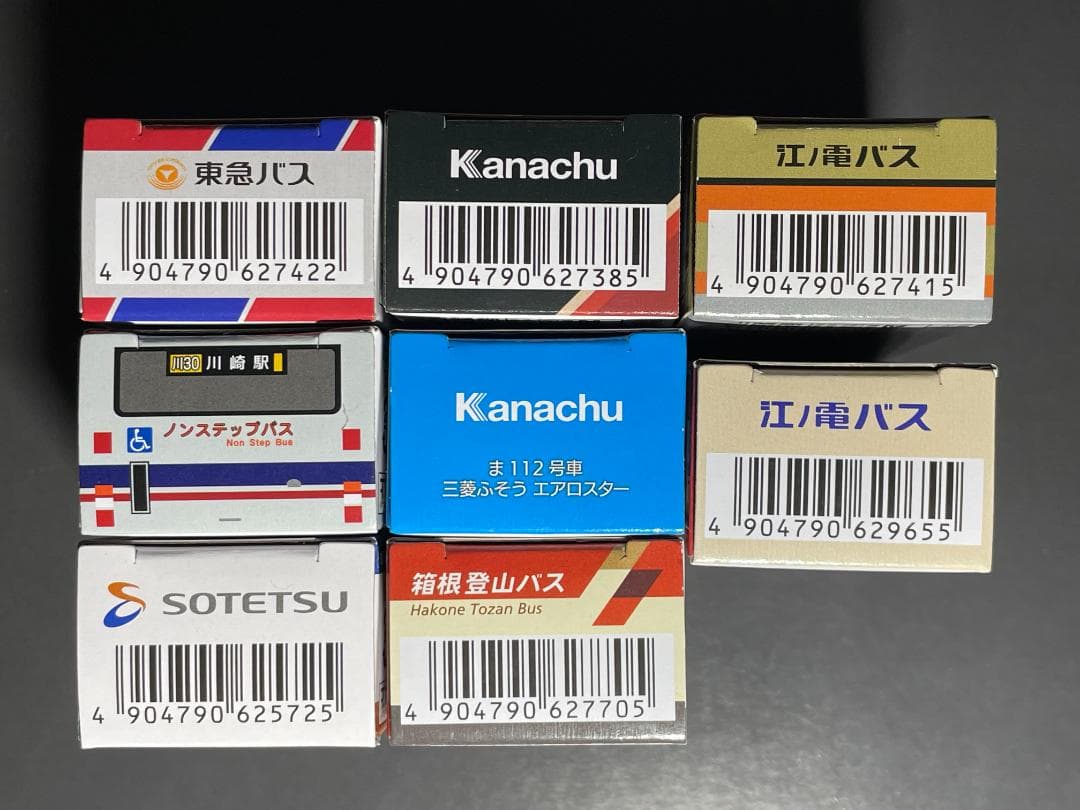 東急バス
4 904790 627422
Kanachu
4 904790 627385
江ノ電バス
4 904790 627415
川30 川崎駅
ノンステップバス
Non Step Bus
Kanachu
ま112号車
三菱ふそう エアロスター
江ノ電バス
4 904790 629655
SOTETSU
4 904790 625725
箱根登山バス
Hakone Tozan Bus
4 904790 627705